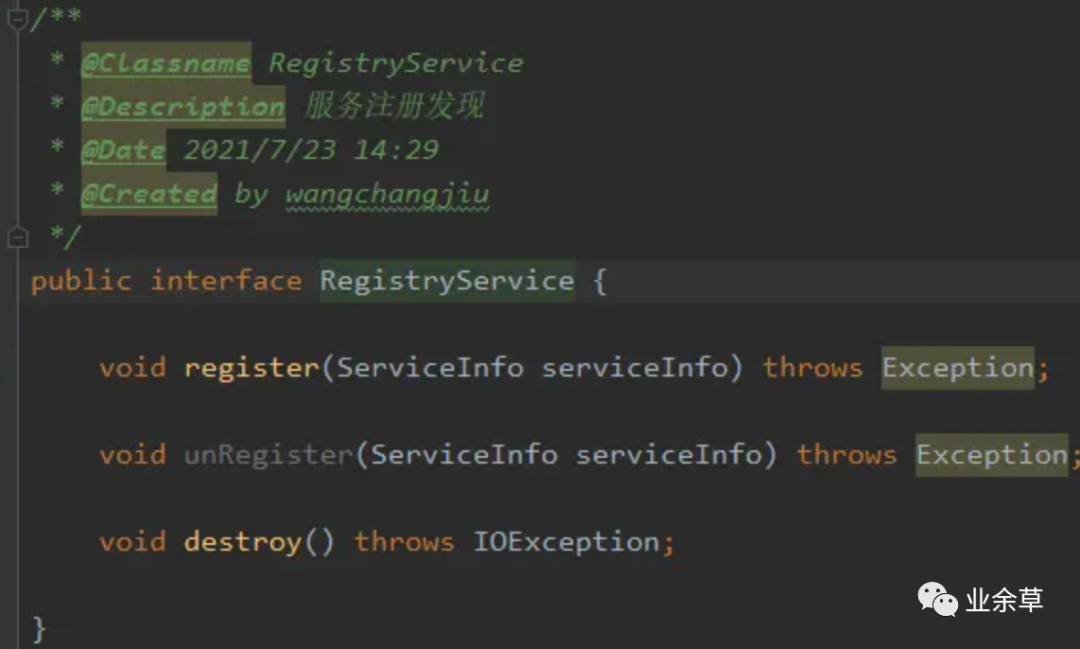 /**
 * @Classname RegistryService
 * @Description 服务注册发现
 * @Date 2021/7/23 14:29
 * @Created by wangchangjiu
 */
public interface RegistryService {
    void register(ServiceInfo serviceInfo) throws Exception;
    void unRegister(ServiceInfo serviceInfo) throws Exception;
    void destroy() throws IOException;
}
业余草